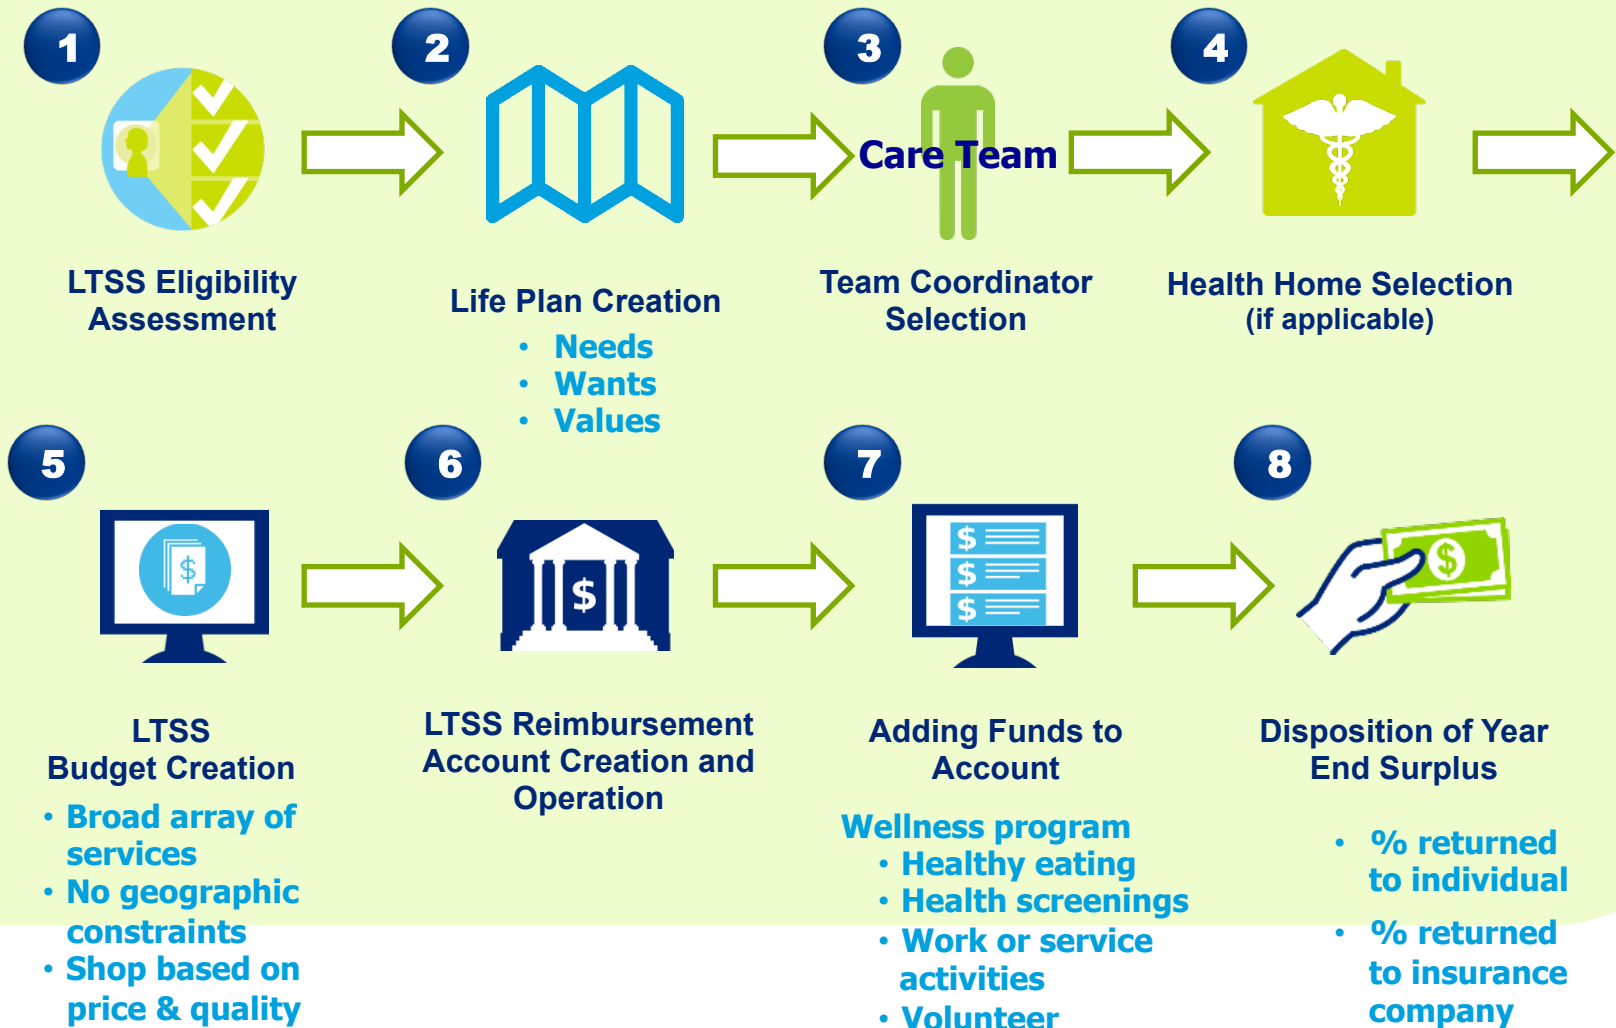 1
LTSS Eligibility
Assessment
2
Life Plan Creation
• Needs
• Wants
• Values
3
Care Team
Team Coordinator
Selection
4
Health Home Selection
(if applicable)
5
$
LTSS
Budget Creation
• Broad array of
services
• No geographic
constraints
• Shop based on
price & quality
6
$
LTSS Reimbursement
Account Creation and
Operation
7
$
$
$
Adding Funds to
Account
Wellness program
• Healthy eating
• Health screenings
• Work or service
activities
• Volunteer
8
$
Disposition of Year
End Surplus
• % returned
to individual
• % returned
to insurance
company